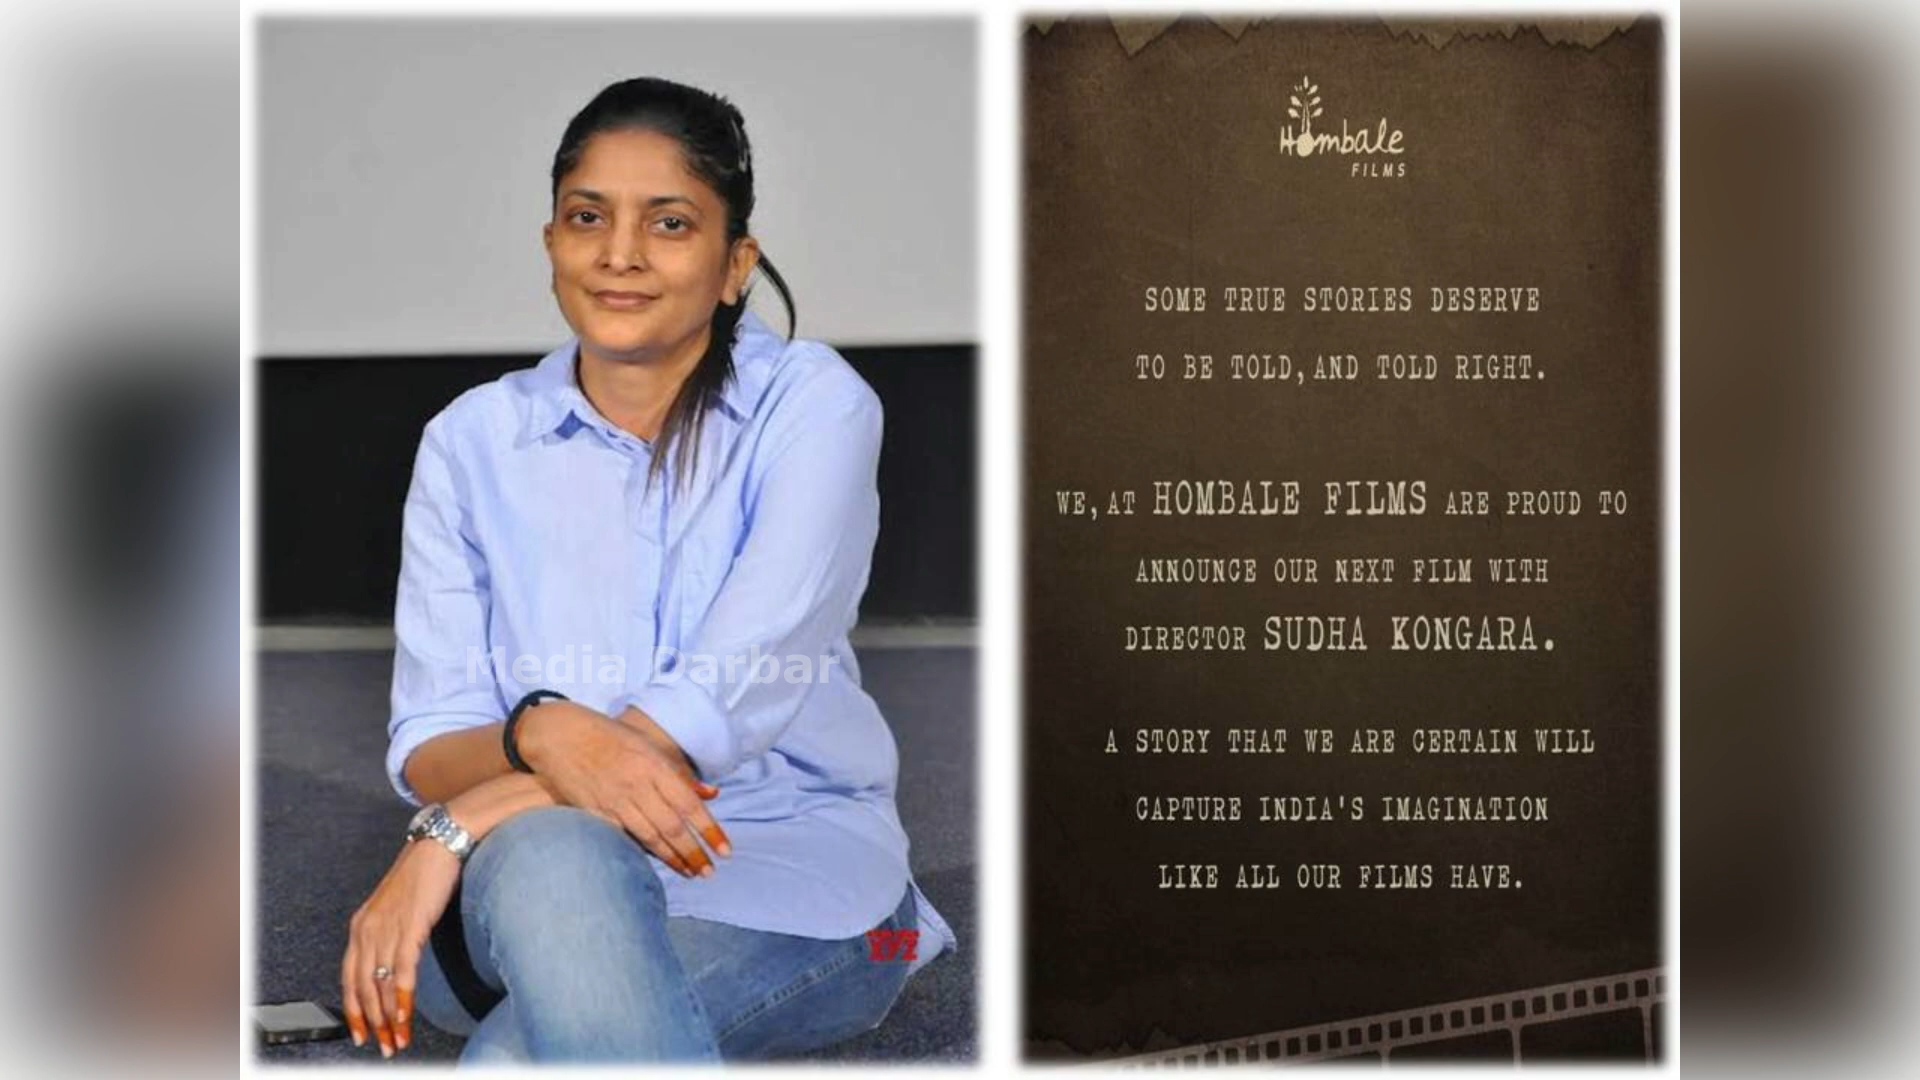 Media Darbar
Hombale
FILMS
SOME TRUE STORIES DESERVE
TO BE TOLD, AND TOLD RIGHT.
WE, AT HOMBALE FILMS ARE PROUD TO
ANNOUNCE OUR NEXT FILM WITH
DIRECTOR SUDHA KONGARA.
A STORY THAT WE ARE CERTAIN WILL
CAPTURE INDIA'S IMAGINATION
LIKE ALL OUR FILMS HAVE.